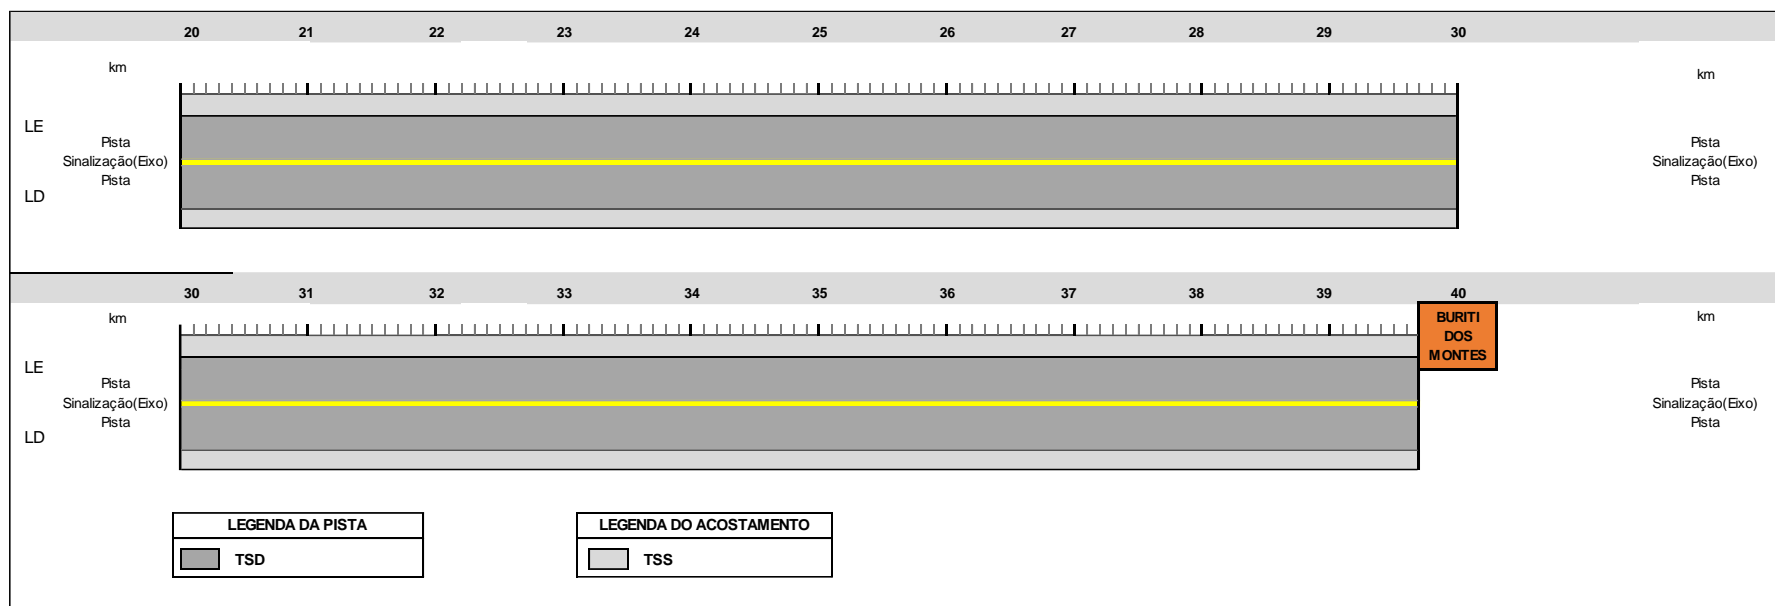 20 21 22 23 24 25 26 27 28 29 30
km km
LE
Pista Pista
Sinalização(Eixo) Sinalização(Eixo)
Pista Pista
LD
30 31 32 33 34 35 36 37 38 39 40
km BURITI km
DOS
MONTES
LE
Pista Pista
Sinalização(Eixo) Sinalização(Eixo)
Pista Pista
LD
LEGENDA DA PISTA LEGENDA DO ACOSTAMENTO
TSD TSS